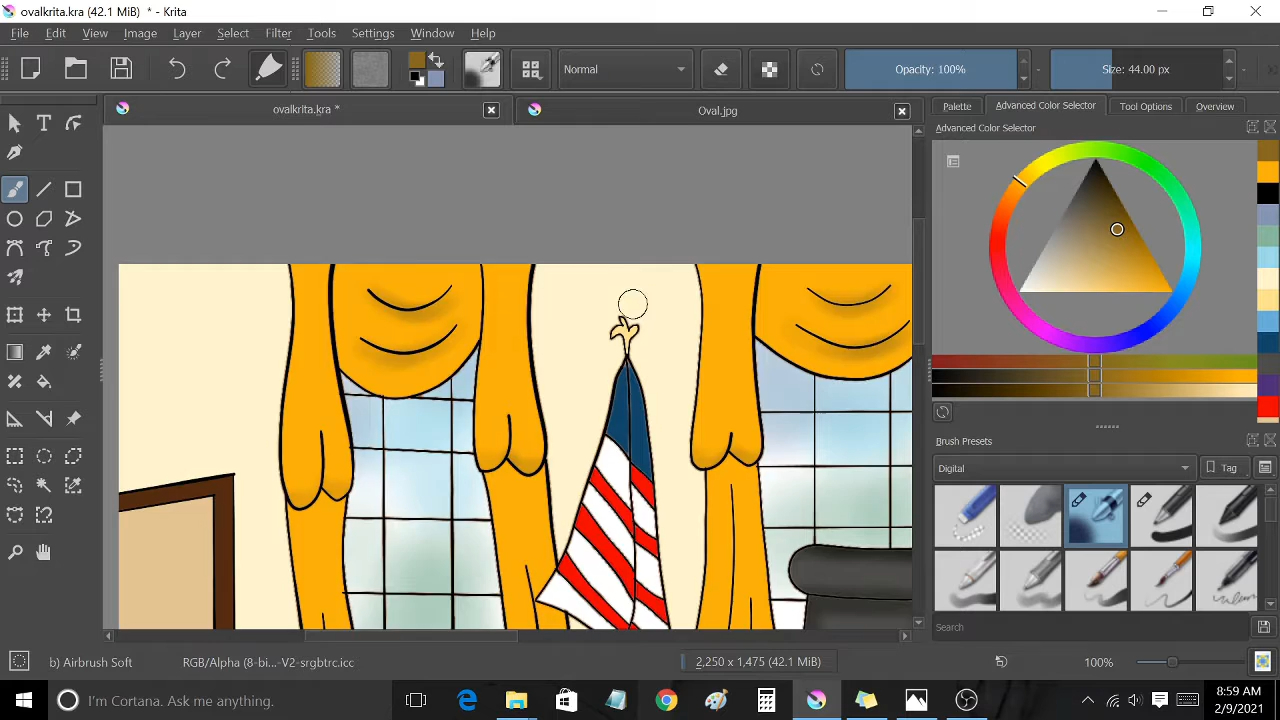 ovalkrita.kra (42.1 MiB) * - Krita
File Edit View Image Layer Select Filter Tools Settings Window Help
Normal Opacity: 100% Size: 44.00 px
ovalkrita.kra * Oval.jpg
Palette Advanced Color Selector Tool Options Overview
Advanced Color Selector
Brush Presets
Digital Tag
Search
b) Airbrush Soft RGB/Alpha (8-bi...-V2-srgbtrc.icc 2,250 x 1,475 (42.1 MiB) 100%
I'm Cortana. Ask me anything. 8:59 AM
2/9/2021